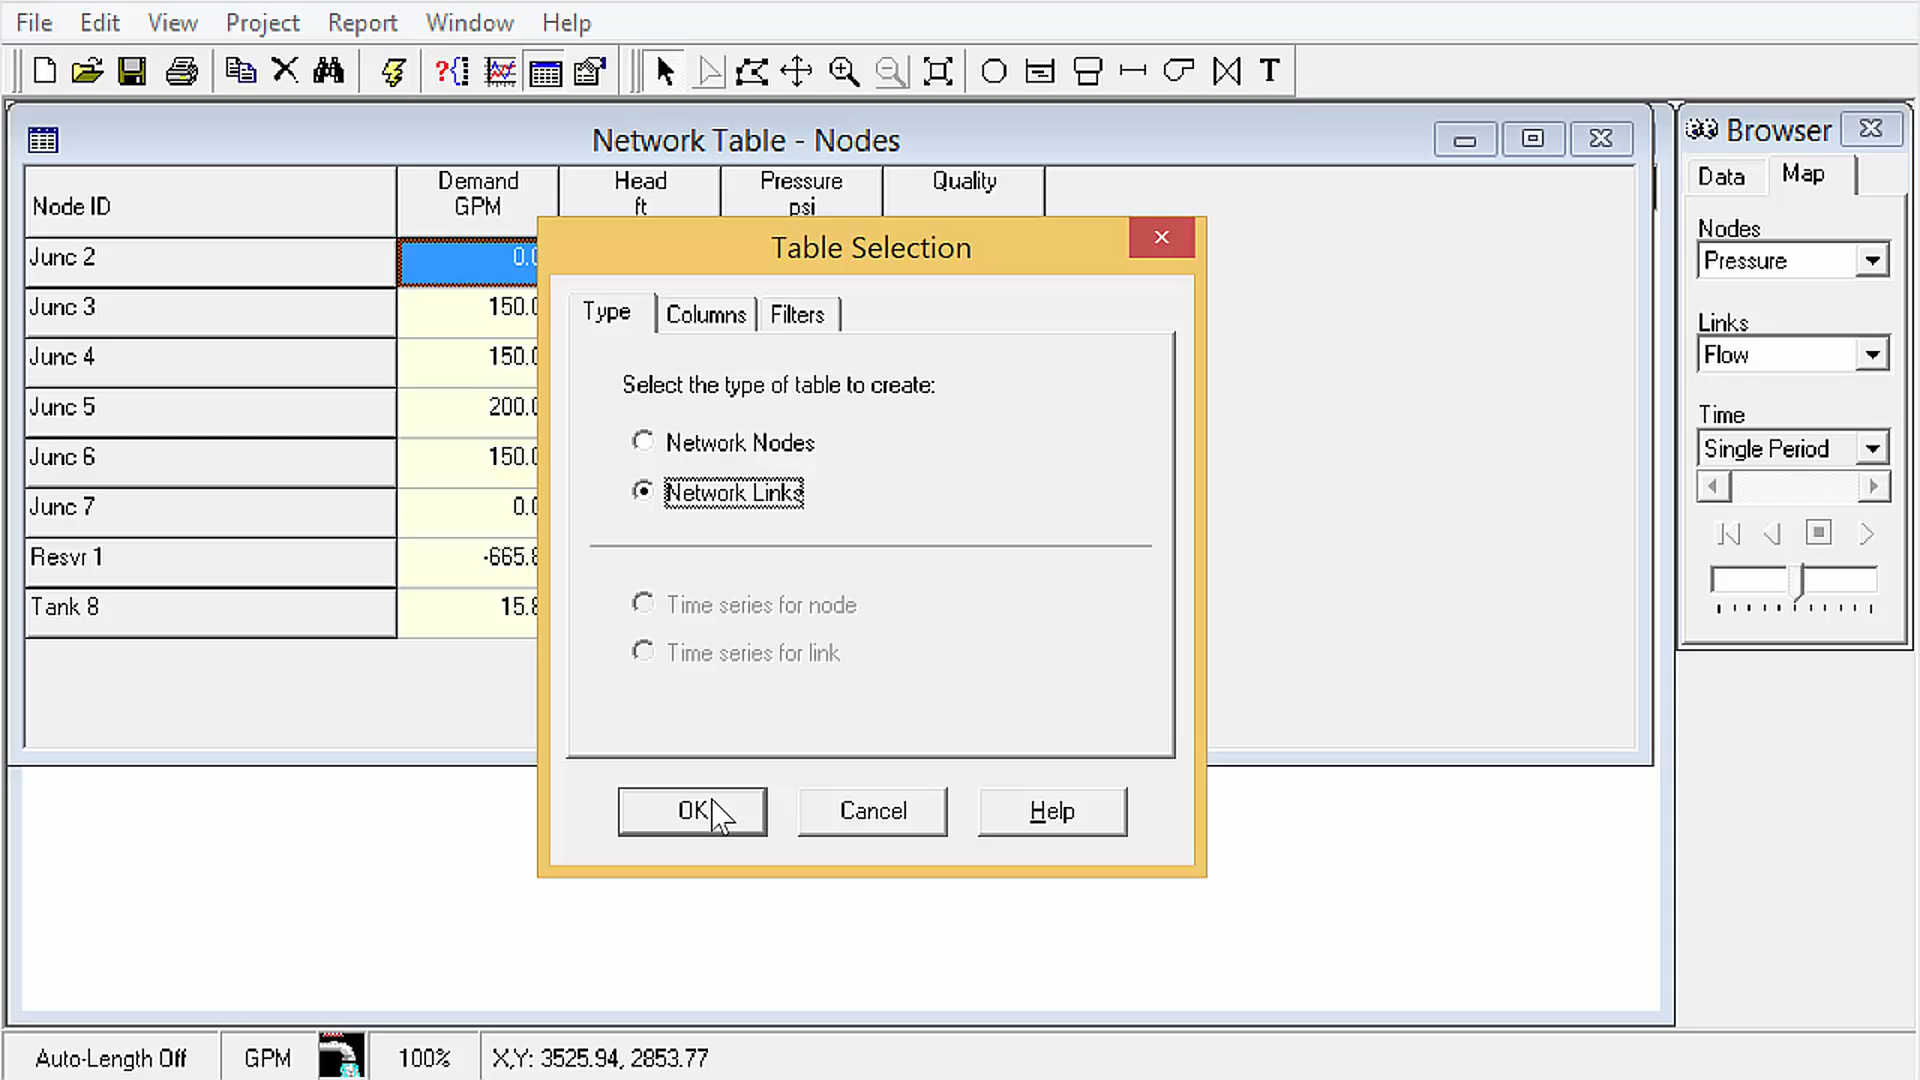 File Edit View Project Report Window Help
T
Network Table - Nodes
Node ID Demand GPM Head ft Pressure psi Quality
Junc 2 0.0
Junc 3 150.0
Junc 4 150.0
Junc 5 200.0
Junc 6 150.0
Junc 7 0.0
Resvr 1 -665.8
Tank 8 15.8
Table Selection
Type Columns Filters
Select the type of table to create:
Network Nodes
Network Links
Time series for node
Time series for link
OK Cancel Help
Browser
Data Map
Nodes
Pressure
Links
Flow
Time
Single Period
Auto-Length Off GPM 100% X,Y: 3525.94, 2853.77